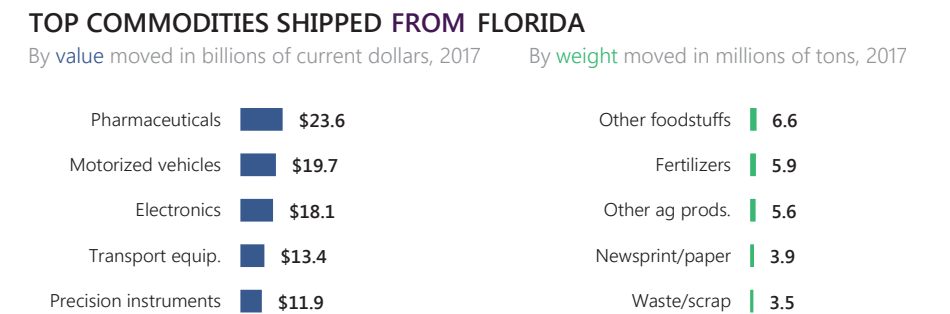 TOP COMMODITIES SHIPPED FROM FLORIDA
By value moved in billions of current dollars, 2017
Pharmaceuticals $23.6
Motorized vehicles $19.7
Electronics $18.1
Transport equip. $13.4
Precision instruments $11.9
By weight moved in millions of tons, 2017
Other foodstuffs 6.6
Fertilizers 5.9
Other ag prods. 5.6
Newsprint/paper 3.9
Waste/scrap 3.5